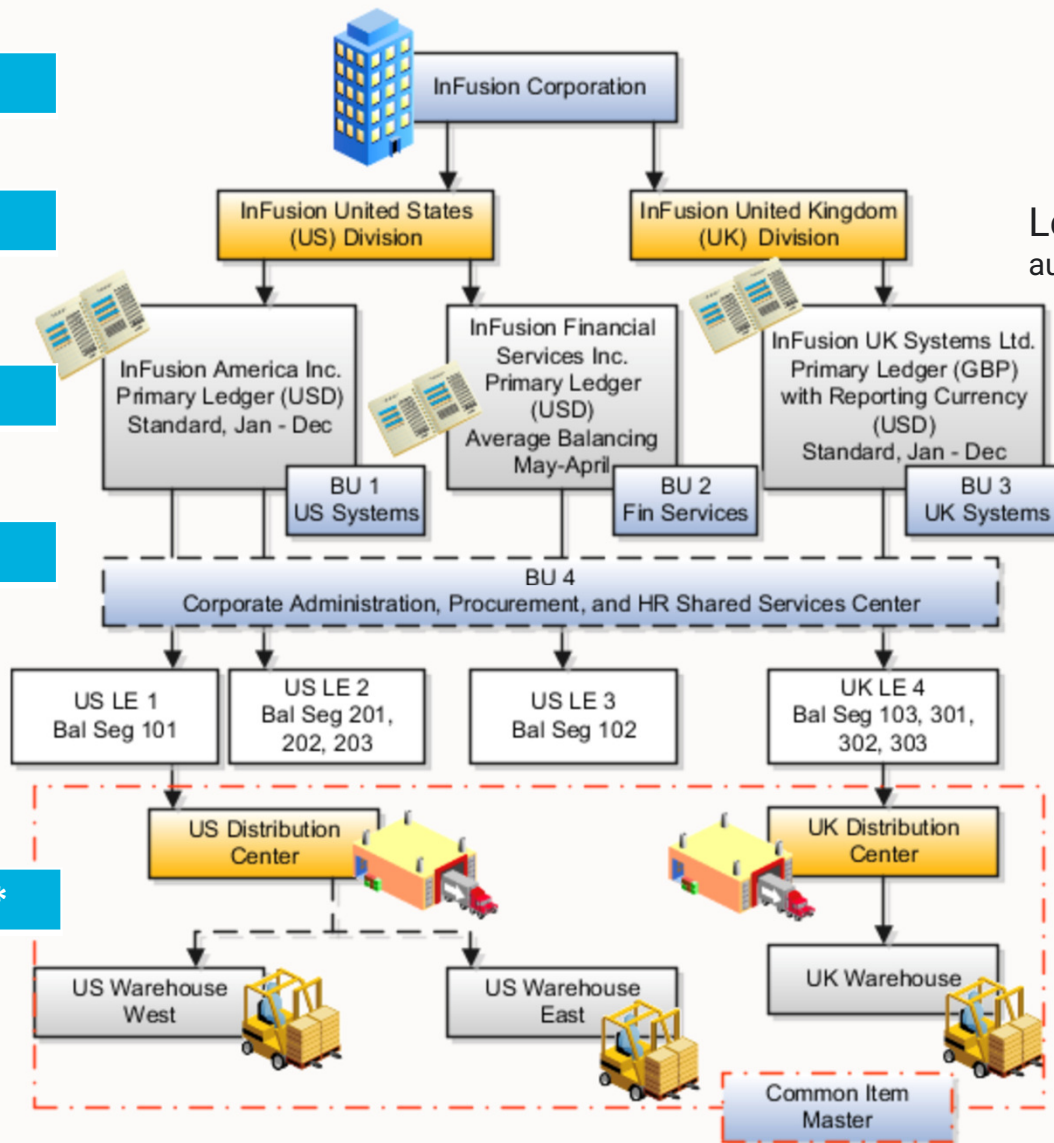 InFusion Corporation
InFusion United States
(US) Division
InFusion United Kingdom
(UK) Division
InFusion America Inc.
Primary Ledger (USD)
Standard, Jan - Dec
InFusion Financial
Services Inc.
Primary Ledger
(USD)
Average Balancing
May-April
InFusion UK Systems Ltd.
Primary Ledger (GBP)
with Reporting Currency
(USD)
Standard, Jan - Dec
BU 1
US Systems
BU 2
Fin Services
BU 3
UK Systems
BU 4
Corporate Administration, Procurement, and HR Shared Services Center
US LE 1
Bal Seg 101
US LE 2
Bal Seg 201,
202, 203
US LE 3
Bal Seg 102
UK LE 4
Bal Seg 103, 301,
302, 303
US Distribution
Center
UK Distribution
Center
*
US Warehouse
West
US Warehouse
East
UK Warehouse
Common Item
Master